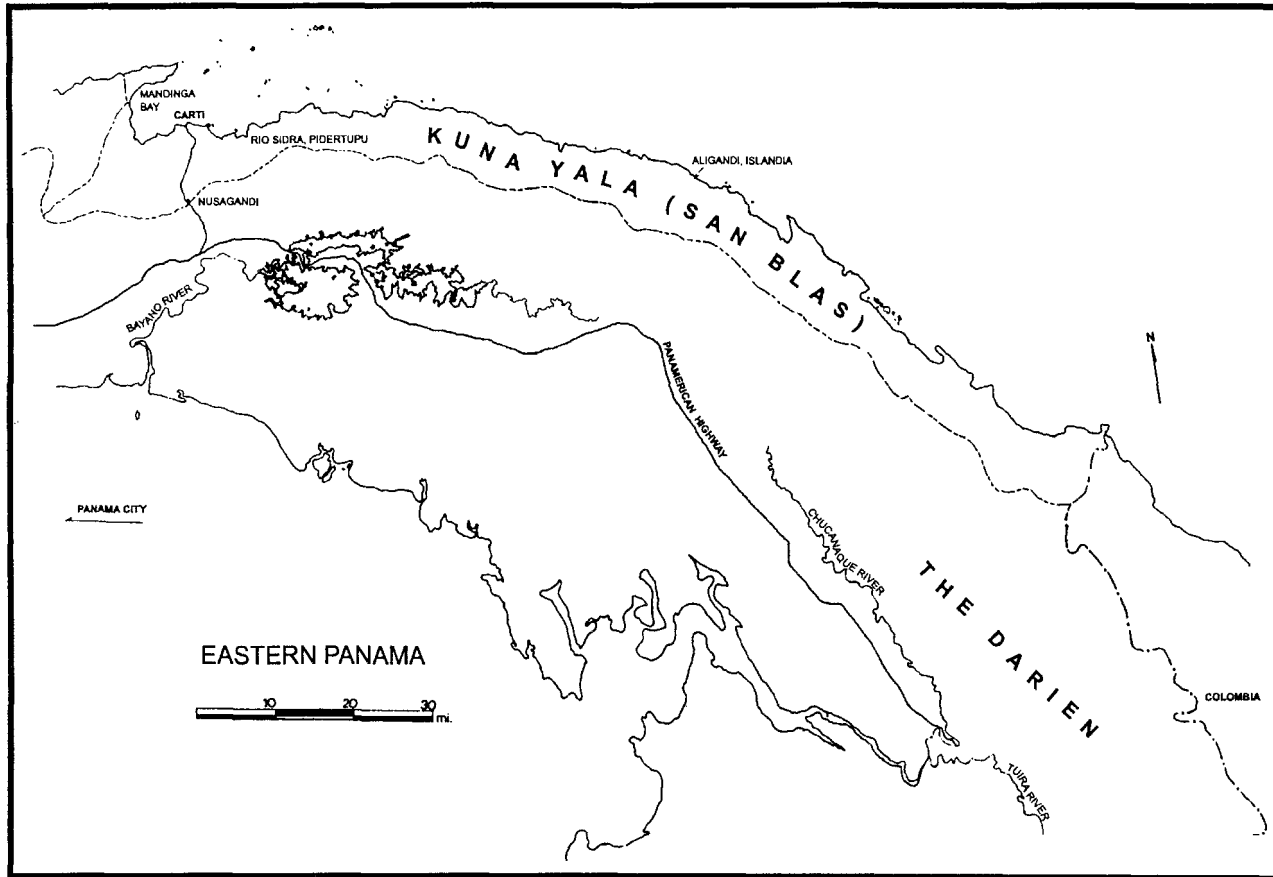 MANDINGA
BAY
CARTI
RIO SIDRA, PIDERTUPU
KUNA YALA (SAN BLAS)
ALIGANDI, ISLANDIA
NUSAGANDI
BAYANO RIVER
N
PANAMERICAN HIGHWAY
PANAMA CITY
CHUCANAQUE RIVER
THE DARIEN
EASTERN PANAMA
10 20 30
mi.
COLOMBIA
TUIRA RIVER